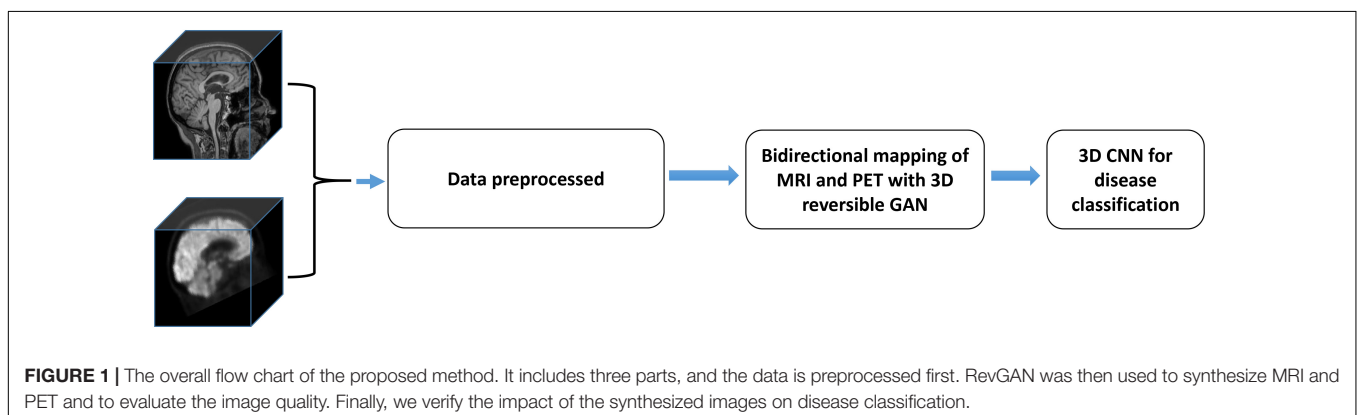 Data preprocessed
Bidirectional mapping of
MRI and PET with 3D
reversible GAN
3D CNN for
disease
classification
FIGURE 1 | The overall flow chart of the proposed method. It includes three parts, and the data is preprocessed first. RevGAN was then used to synthesize MRI and
PET and to evaluate the image quality. Finally, we verify the impact of the synthesized images on disease classification.